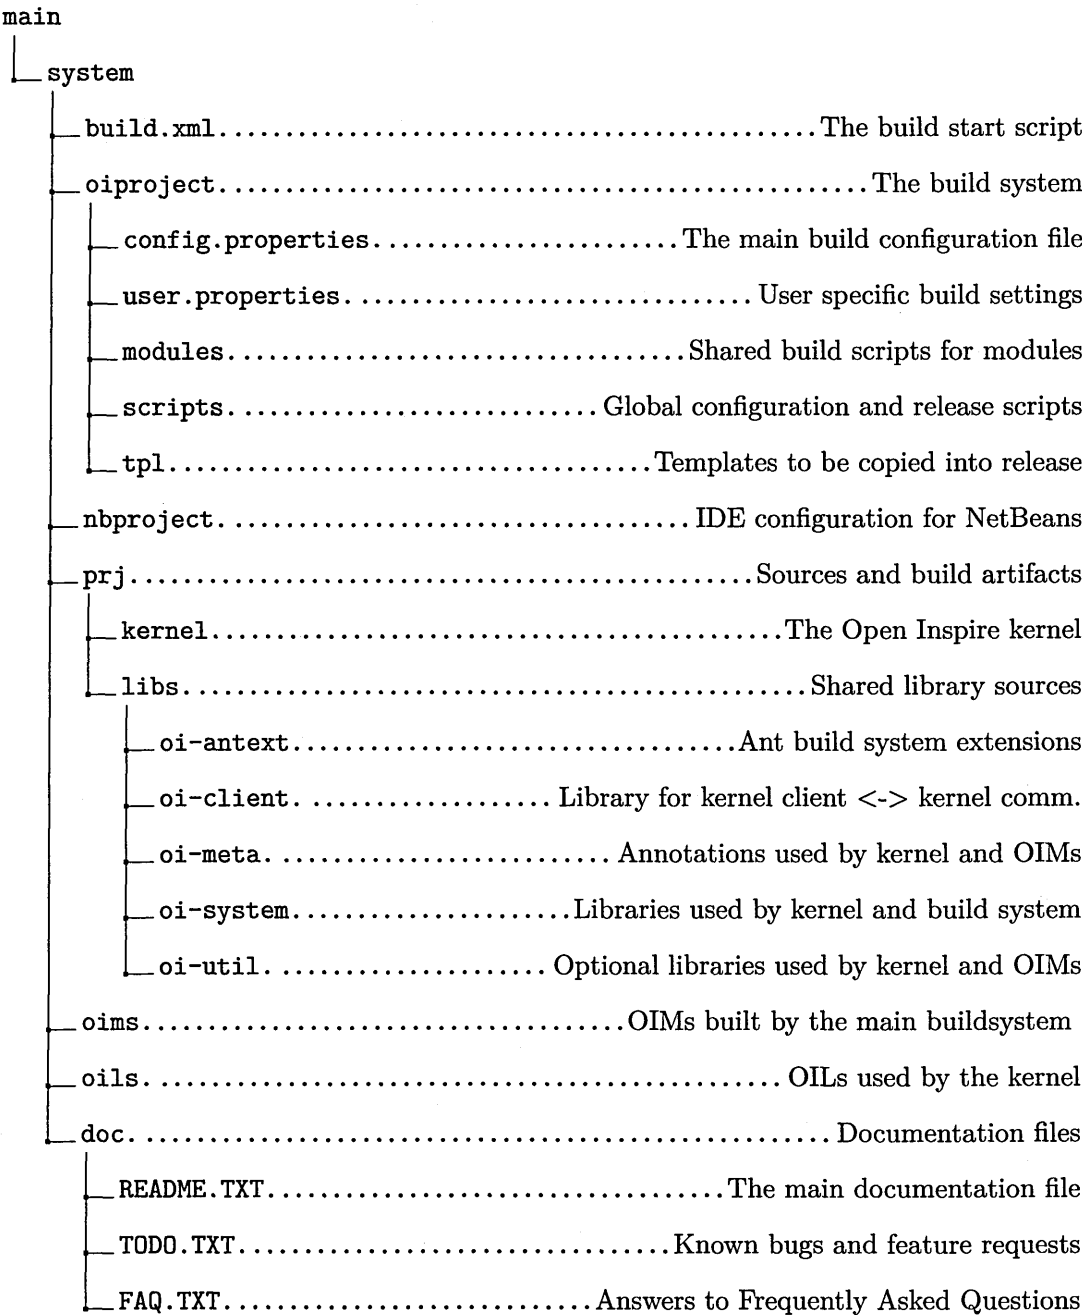 main
system
build.xml.................................................The build start script
oiproject.....................................................The build system
config.properties.........................The main build configuration file
user.properties.................................User specific build settings
modules.....................................Shared build scripts for modules
scripts..............................Global configuration and release scripts
tpl.......................................Templates to be copied into release
nbproject......................................IDE configuration for NetBeans
prj...................................................Sources and build artifacts
kernel...............................................The Open Inspire kernel
libs...................................................Shared library sources
oi-antext....................................Ant build system extensions
oi-client.....................Library for kernel client <-> kernel comm.
oi-meta............................Annotations used by kernel and OIMs
oi-system.......................Libraries used by kernel and build system
oi-util.......................Optional libraries used by kernel and OIMs
oims.......................................OIMs built by the main buildsystem
oils....................................................OILs used by the kernel
doc.........................................................Documentation files
README.TXT.....................................The main documentation file
TODO.TXT...................................Known bugs and feature requests
FAQ.TXT..............................Answers to Frequently Asked Questions